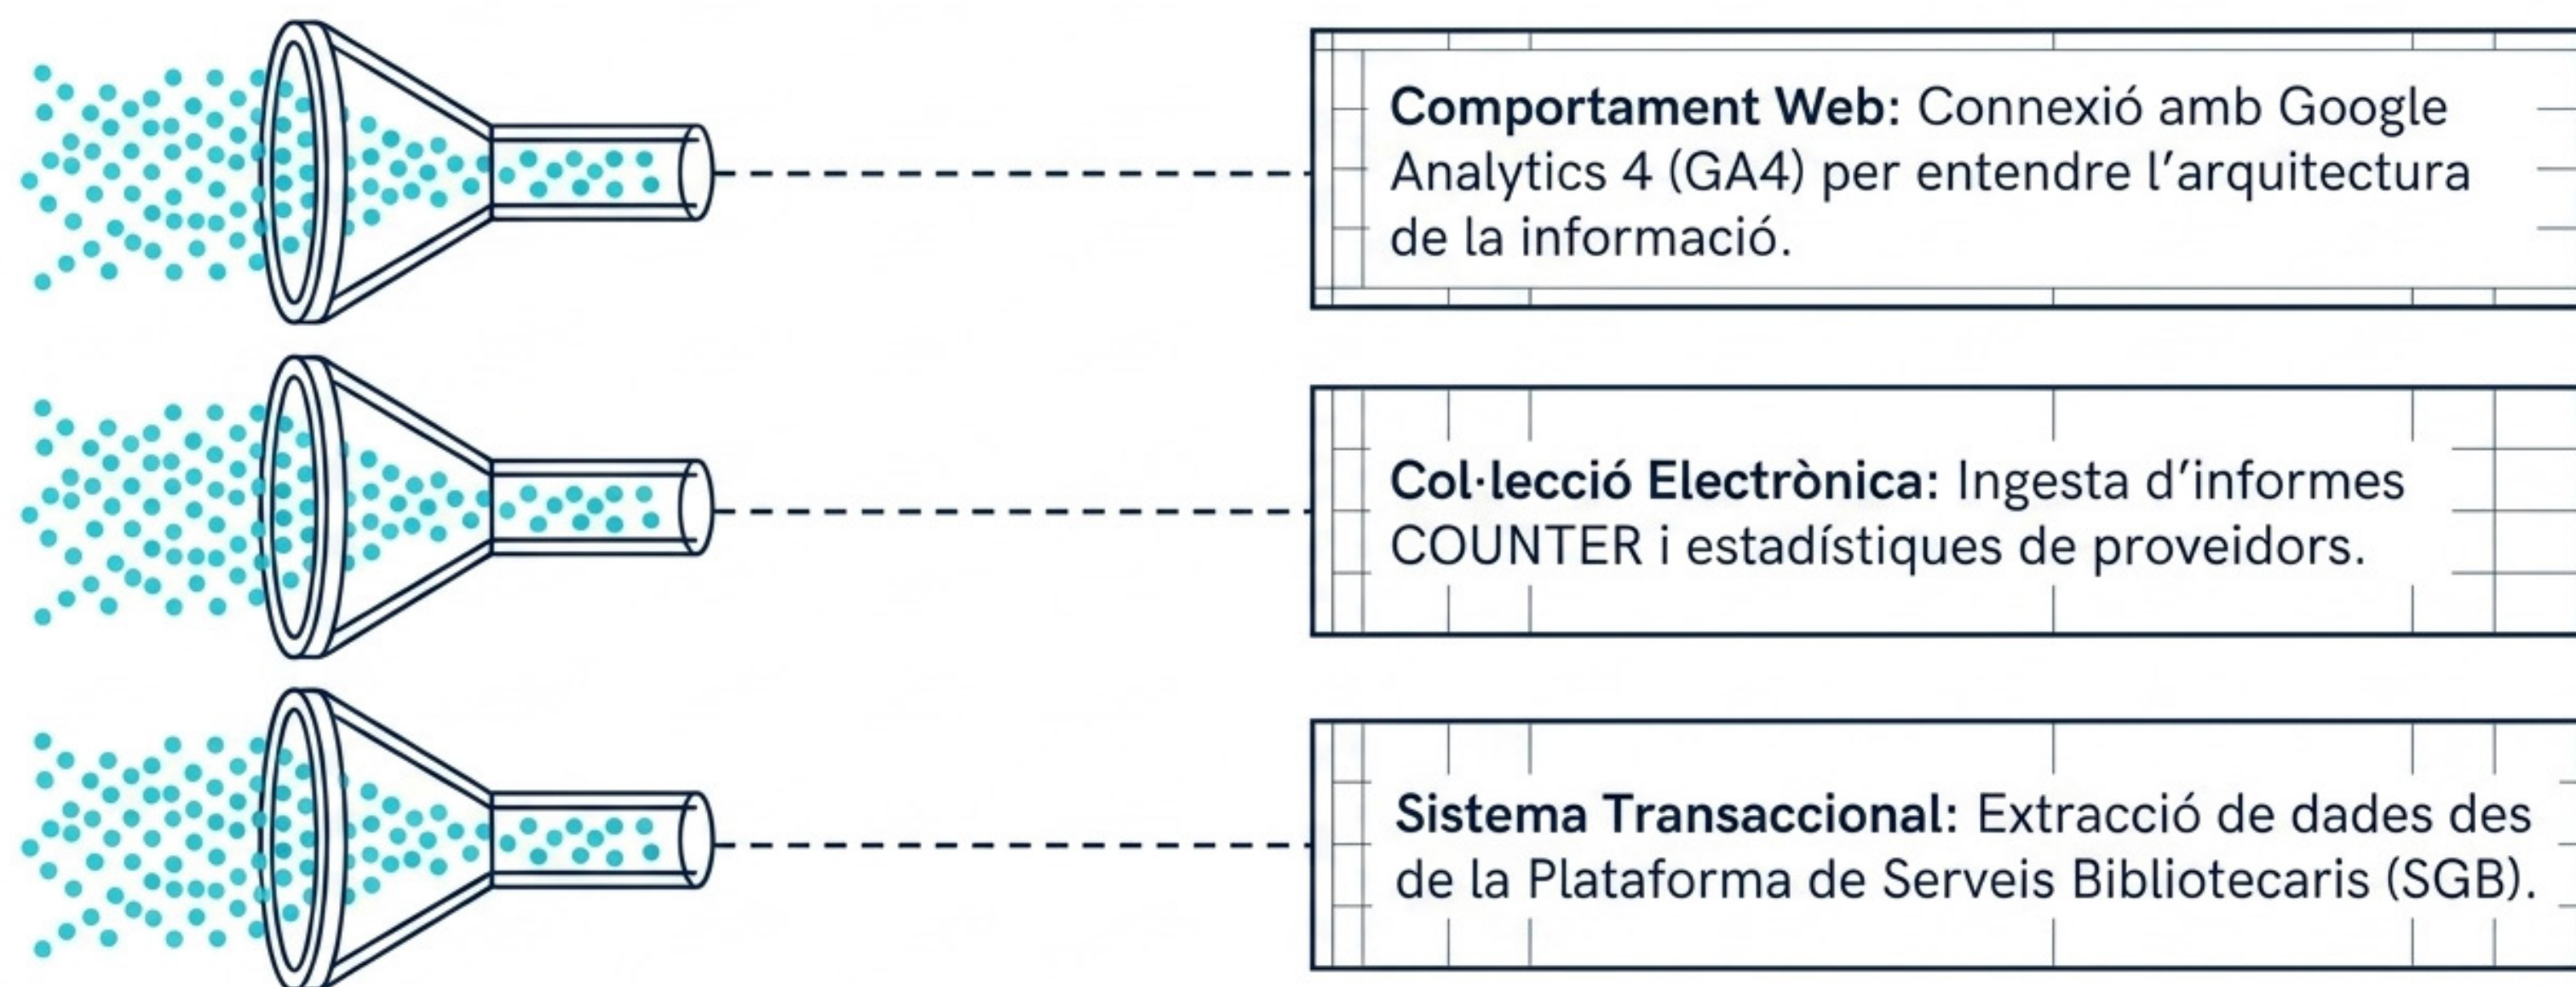 Comportament Web: Connexió amb Google
Analytics 4 (GA4) per entendre l’arquitectura
de la informació.
Col·lecció Electrònica: Ingesta d’informes
COUNTER i estadístiques de proveidors.
Sistema Transaccional: Extracció de dades des
de la Plataforma de Serveis Bibliotecaris (SGB).